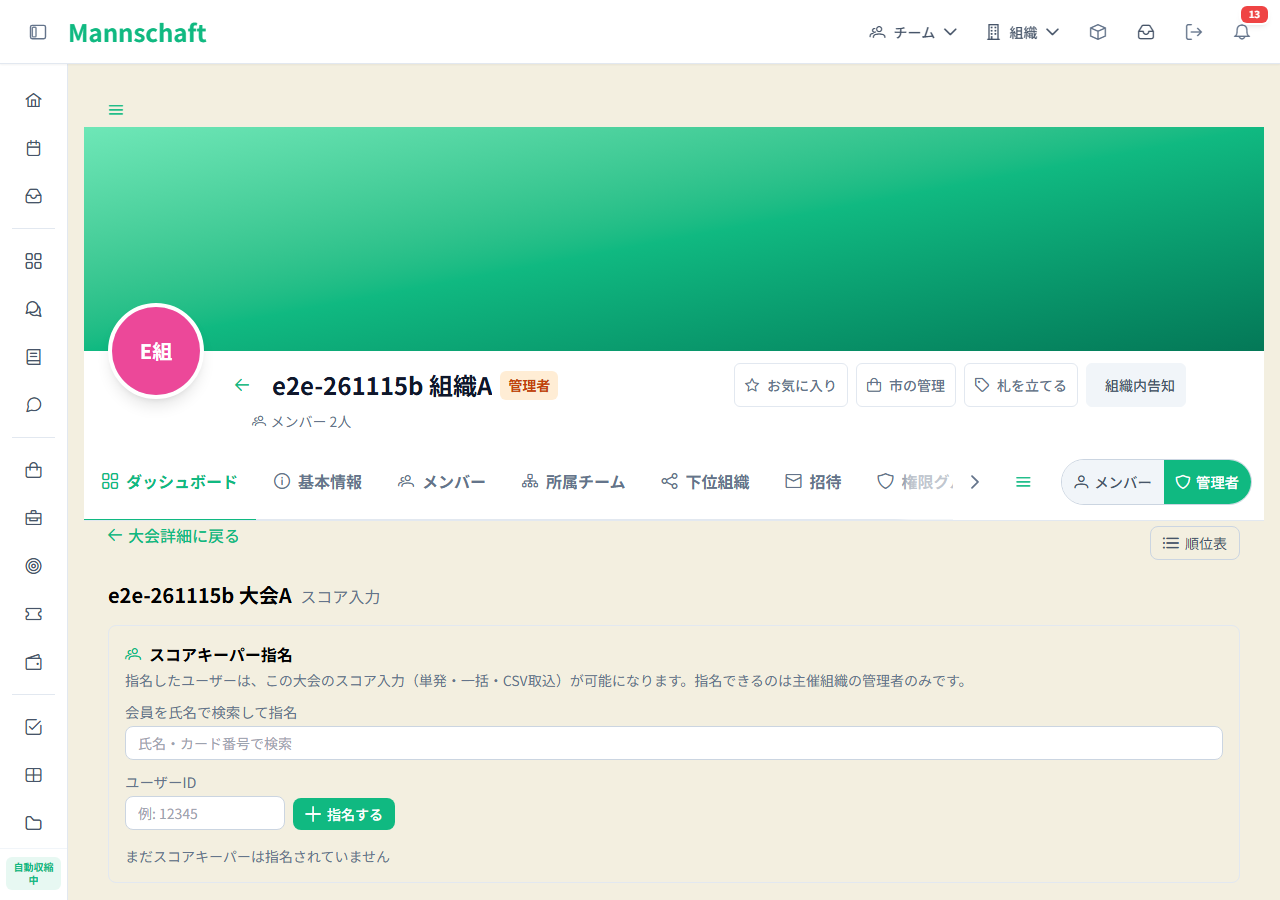 Mannschaft
チーム
組織
13
E組
e2e-261115b 組織A
管理者
メンバー 2人
お気に入り
市の管理
札を立てる
組織内告知
ダッシュボード
基本情報
メンバー
所属チーム
下位組織
招待
権限グ
メンバー
管理者
大会詳細に戻る
順位表
e2e-261115b 大会A スコア入力
スコアキーパー指名
指名したユーザーは、この大会のスコア入力（単発・一括・CSV取込）が可能になります。指名できるのは主催組織の管理者のみです。
会員を氏名で検索して指名
氏名・カード番号で検索
ユーザーID
例: 12345
指名する
まだスコアキーパーは指名されていません
自動収縮
中